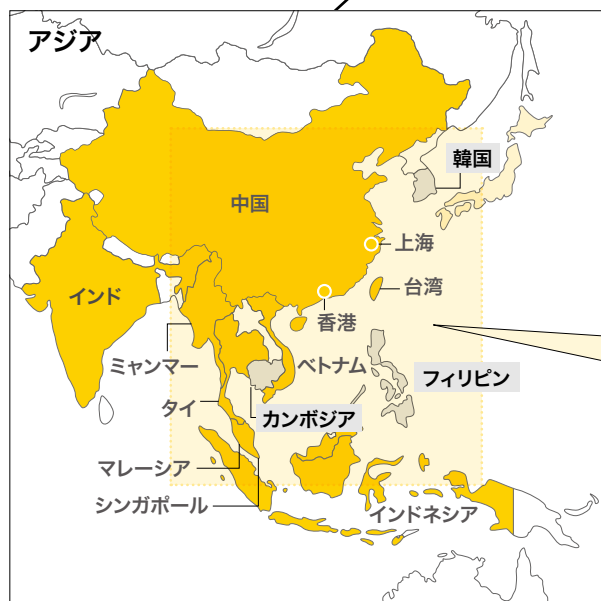 アジア
韓国
中国
上海
台湾
インド
香港
ミャンマー
ベトナム
フィリピン
タイ
カンボジア
マレーシア
シンガポール
インドネシア